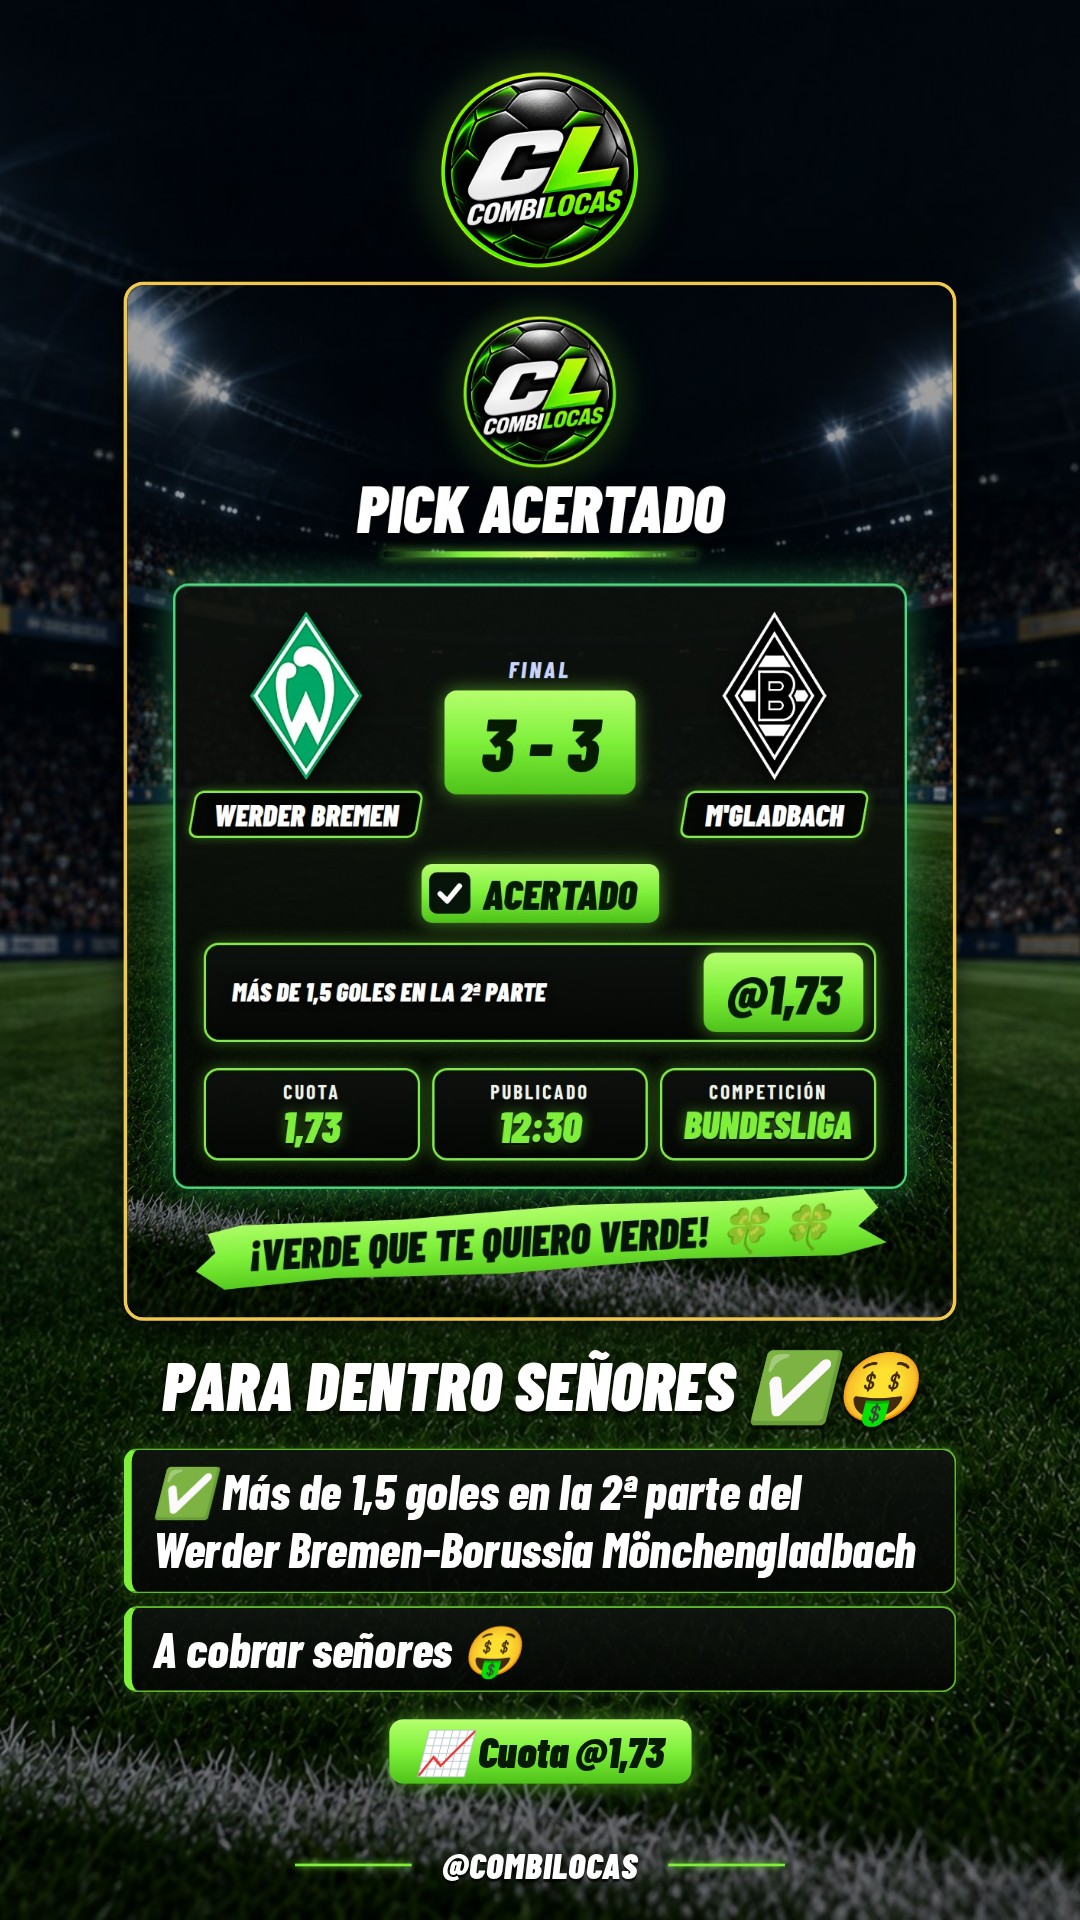 CL
COMBILOCAS
CL
COMBILOCAS
PICK ACERTADO
FINAL
3 - 3
WERDER BREMEN
M'GLADBACH
ACERTADO
MÁS DE 1,5 GOLES EN LA 2ª PARTE
@1,73
CUOTA
1,73
PUBLICADO
12:30
COMPETICIÓN
BUNDESLIGA
¡VERDE QUE TE QUIERO VERDE! 🍀 🍀
PARA DENTRO SEÑORES ✅🤑
✅ Más de 1,5 goles en la 2ª parte del
Werder Bremen-Borussia Mönchengladbach
A cobrar señores 🤑
📈 Cuota @1,73
@COMBILOCAS